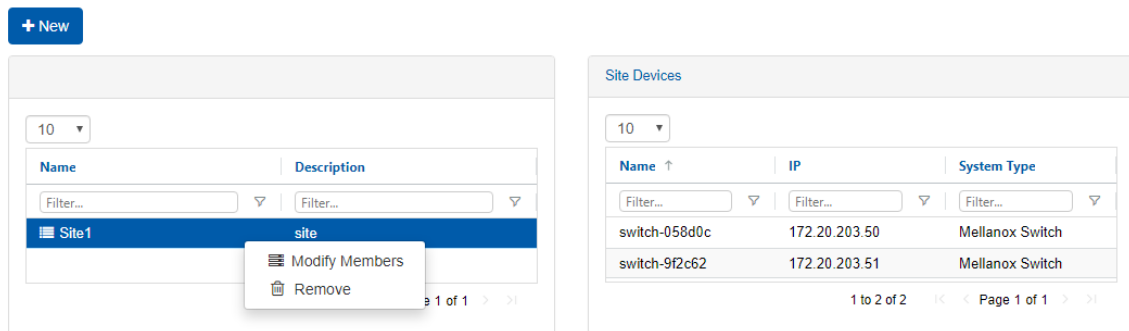 New
Site Devices
10
10
Name Description
Name IP System Type
Filter... Filter...
Filter... Filter... Filter...
Site1 site
switch-058d0c 172.20.203.50 Mellanox Switch
Modify Members
Remove
switch-9f2c62 172.20.203.51 Mellanox Switch
1 of 1
1 to 2 of 2 Page 1 of 1